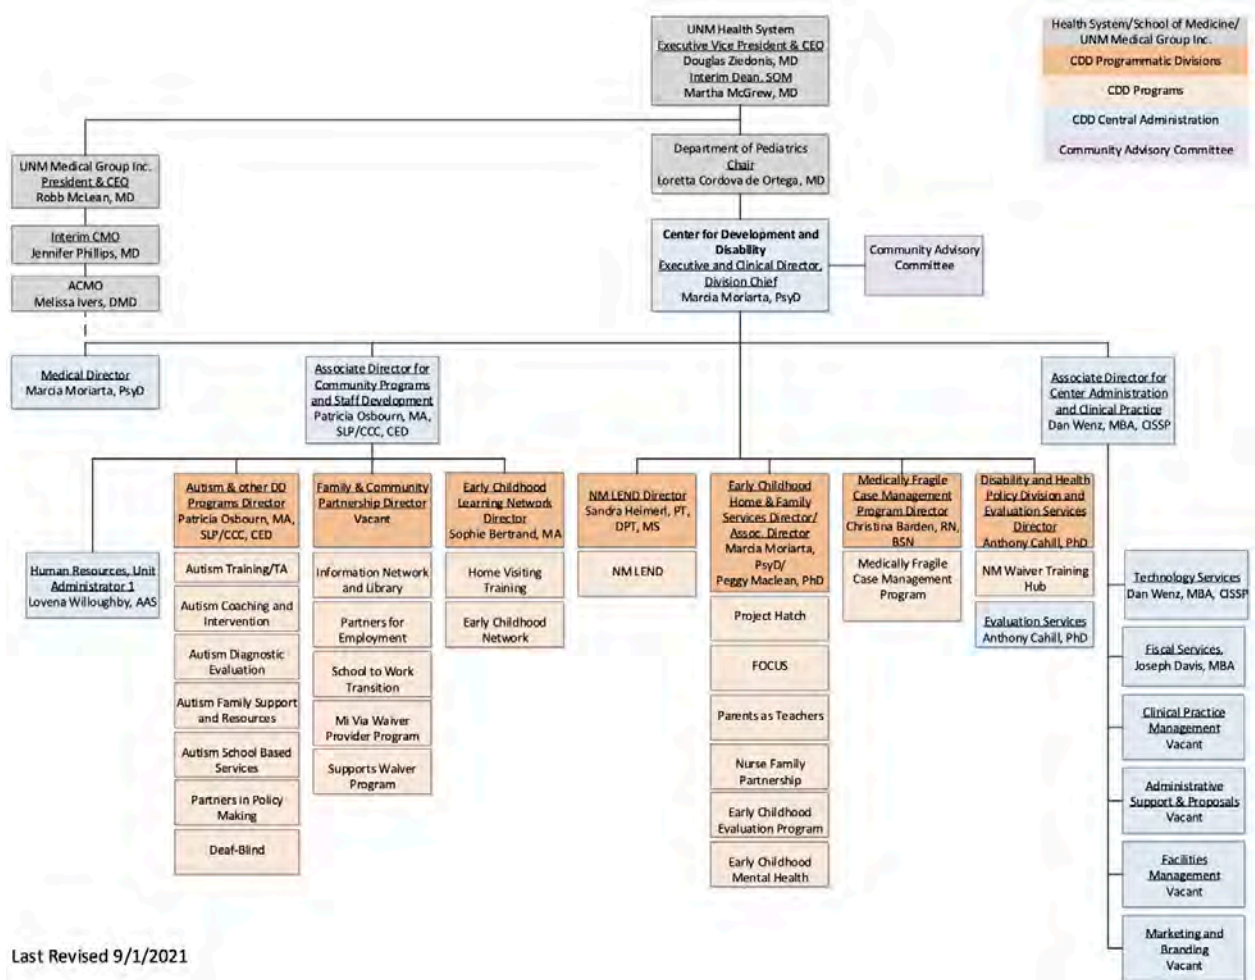 UNM Health System
Executive Vice President & CEO
Douglas Ziedonis, MD
Interim Dean, SOM
Martha McGrew, MD
Health System/School of Medicine/
UNM Medical Group Inc.
CDD Programmatic Divisions
CDD Programs
CDD Central Administration
Community Advisory Committee
UNM Medical Group Inc.
President & CEO
Robb McLean, MD
Department of Pediatrics
Chair
Loretta Cordova de Ortega, MD
Interim CMO
Jennifer Phillips, MD
ACMO
Melissa Ivers, DMD
Center for Development and
Disability
Executive and Clinical Director,
Division Chief
Marcia Moriarta, PsyD
Community Advisory
Committee
Medical Director
Marcia Moriarta, PsyD
Associate Director for
Community Programs
and Staff Development
Patricia Osbourn, MA,
SLP/CCC, CED
Associate Director for
Center Administration
and Clinical Practice
Dan Wenz, MBA, CISSP
Human Resources, Unit
Administrator 1
Lovena Willoughby, AAS
Autism & other DD
Programs Director
Patricia Osbourn, MA,
SLP/CCC, CED
Autism Training/TA
Autism Coaching and
Intervention
Autism Diagnostic
Evaluation
Autism Family Support
and Resources
Autism School Based
Services
Partners in Policy
Making
Deaf-Blind
Family & Community
Partnership Director
Vacant
Information Network
and Library
Partners for
Employment
School to Work
Transition
Mi Via Waiver
Provider Program
Supports Waiver
Program
Early Childhood
Learning Network
Director
Sophie Bertrand, MA
Home Visiting
Training
Early Childhood
Network
NM LEND Director
Sandra Heimerl, PT,
DPT, MS
NM LEND
Early Childhood
Home & Family
Services Director/
Assoc. Director
Marcia Moriarta,
PsyD/
Peggy Maclean, PhD
Project Hatch
FOCUS
Parents as Teachers
Nurse Family
Partnership
Early Childhood
Evaluation Program
Early Childhood
Mental Health
Medically Fragile
Case Management
Program Director
Christina Barden, RN,
BSN
Medically Fragile
Case Management
Program
Disability and Health
Policy Division and
Evaluation Services
Director
Anthony Cahill, PhD
NM Waiver Training
Hub
Evaluation Services
Anthony Cahill, PhD
Technology Services
Dan Wenz, MBA, CISSP
Fiscal Services,
Joseph Davis, MBA
Clinical Practice
Management
Vacant
Administrative
Support & Proposals
Vacant
Facilities
Management
Vacant
Marketing and
Branding
Vacant
Last Revised 9/1/2021